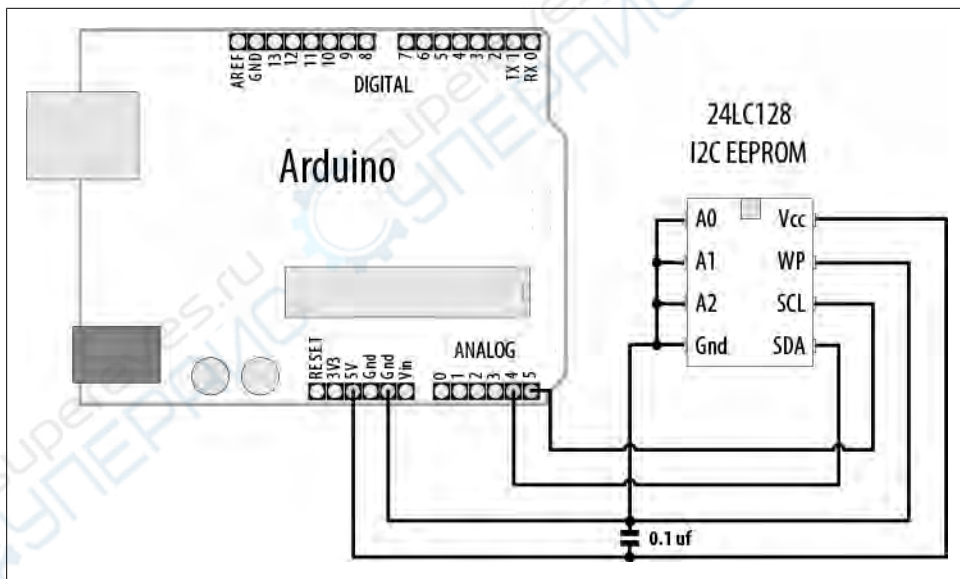 AREF
GND
13
12
11
10
9
8
7
6
5
4
3
2
TX 1
RX 0
DIGITAL
Arduino
24LC128
I2C EEPROM
A0 Vcc
A1 WP
A2 SCL
Gnd SDA
ANALOG
RESET
3V3
5V
Gnd
Gnd
Vin
0
1
2
3
4
5
0.1 uf